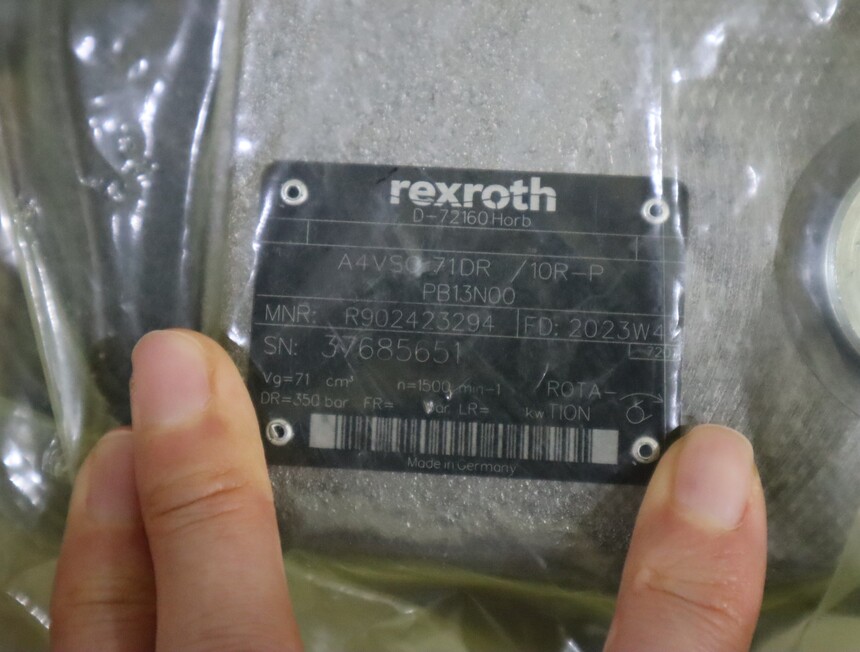 rexroth
D-72160 Horb
A4VSO 71DR /10R-P
PB13N00
MNR: R902423294 FD: 2023W4
SN: 37685651
Vg=71 cm³ n=1500 min-1 /ROTA-
DR=350 bar FR= bar. LR= kw TION
Made in Germany